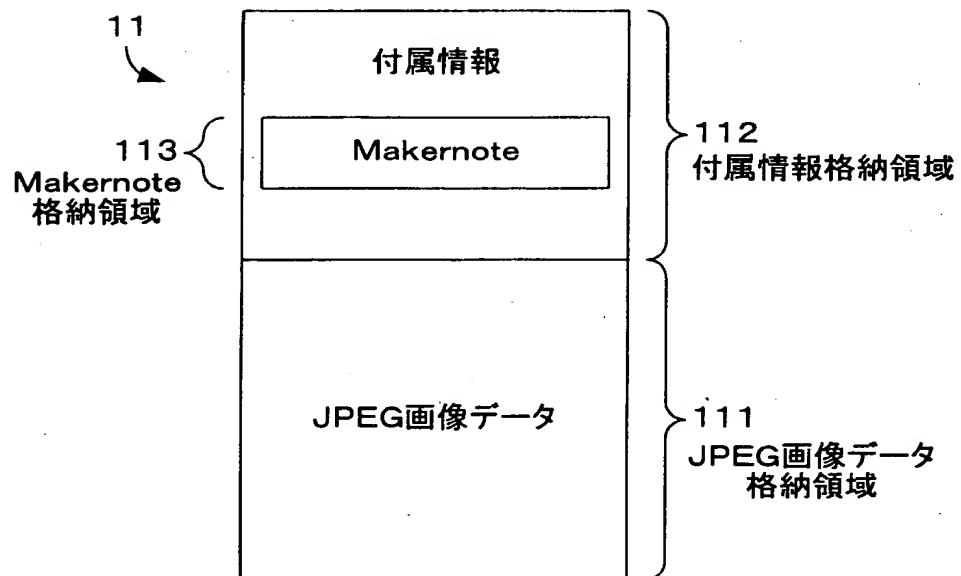 11
付属情報
113
Makernote
格納領域
Makernote
112
付属情報格納領域
JPEG画像データ
111
JPEG画像データ
格納領域